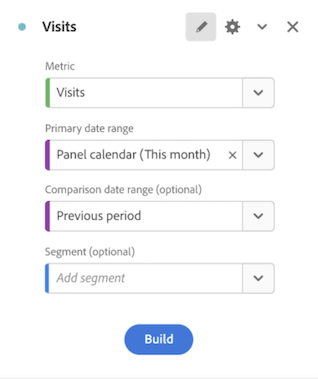 Visits
Metric
Visits
Primary date range
Panel calendar (This month)
Comparison date range (optional)
Previous period
Segment (optional)
Add segment
Build